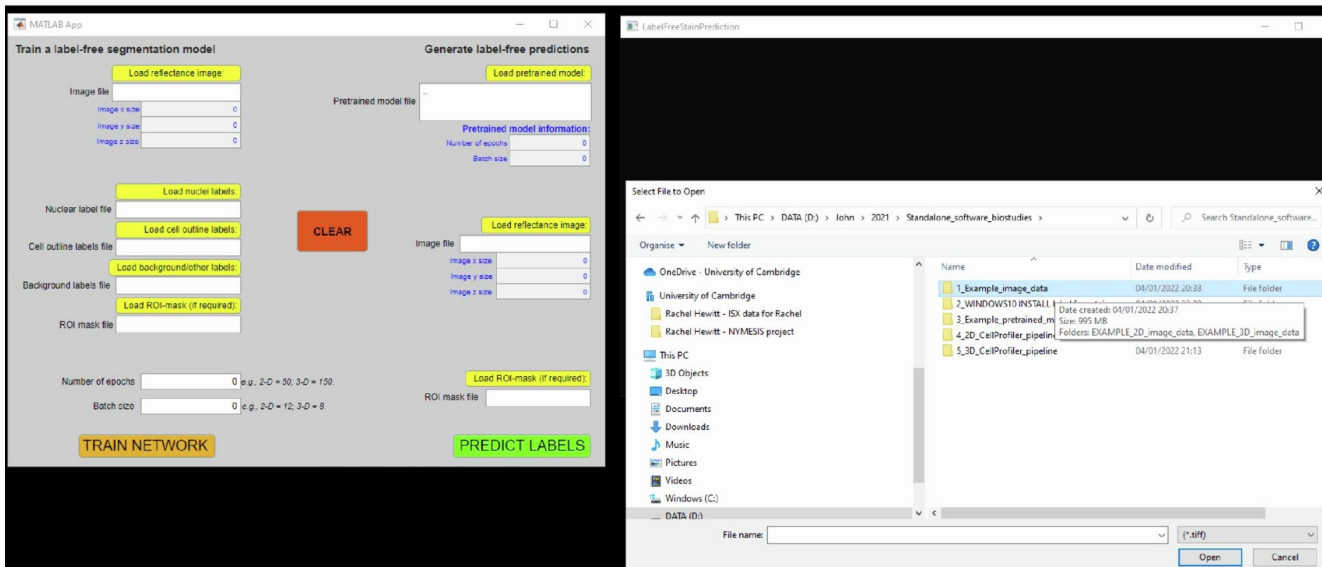 MATLAB App
Train a label-free segmentation model
Load reflectance image:
Image file
Image x size 0
Image y size 0
Image z size 0
Load nuclei labels:
Nuclear label file
Load cell outline labels:
Cell outline labels file
Load background/other labels:
Background labels file
Load ROI-mask (if required):
ROI mask file
Number of epochs 0 e.g., 2-D = 50; 3-D = 150.
Batch size 0 e.g., 2-D = 12; 3-D = 8.
TRAIN NETWORK
CLEAR
Generate label-free predictions
Load pretrained model:
Pretrained model file
Pretrained model information:
Number of epochs 0
Batch size 0
Load reflectance image:
Image file
Image x size 0
Image y size 0
Image z size 0
Load ROI-mask (if required):
ROI mask file
PREDICT LABELS
LabelFreeStainPrediction
Select File to Open
This PC > DATA (D:) > John > 2021 > Standalone_software_biostudies >
Search Standalone_software...
Organise New folder
OneDrive - University of Cambridge
University of Cambridge
Rachel Hewitt - ISX data for Rachel
Rachel Hewitt - NYMESIS project
This PC
3D Objects
Desktop
Documents
Downloads
Music
Pictures
Videos
Windows (C:)
DATA (D:)
Name Date modified Type
1_Example_image_data 04/01/2022 20:38 File folder
2_WINDOWS10 INSTALL
3_Example_pretrained_m
4_2D_CellProfiler_pipeline
5_3D_CellProfiler_pipeline 04/01/2022 21:13 File folder
Date created: 04/01/2022 20:37
Size: 995 MB
Folders: EXAMPLE_2D_image_data, EXAMPLE_3D_image_data
File name:
(*.tiff)
Open Cancel